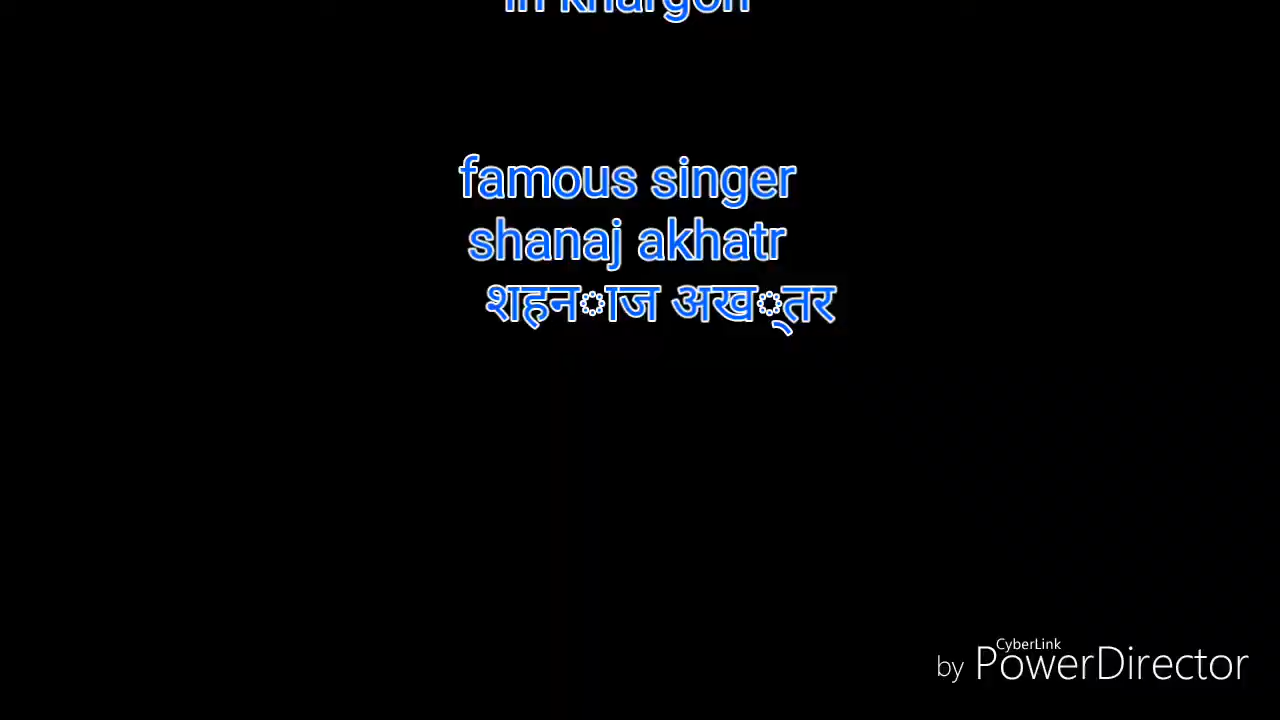 in khargon
famous singer
shanaj akhatr
शहनाज अख्तर
CyberLink
by PowerDirector